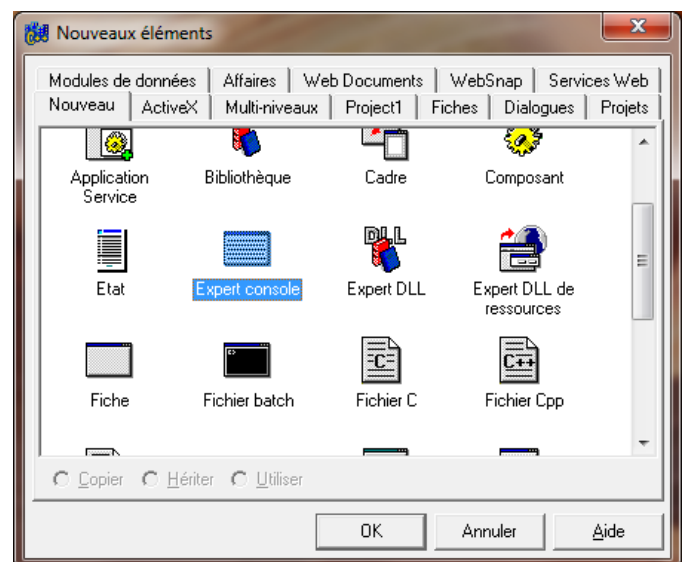 Nouveaux éléments
Modules de données Affaires Web Documents WebSnap Services Web
Nouveau ActiveX Multi-niveaux Project1 Fiches Dialogues Projets
Application Service
Bibliothèque
Cadre
Composant
Etat
Expert console
DLL
Expert DLL
Expert DLL de ressources
Fiche
Fichier batch
C
Fichier C
C++
Fichier Cpp
Copier Hériter Utiliser
OK Annuler Aide